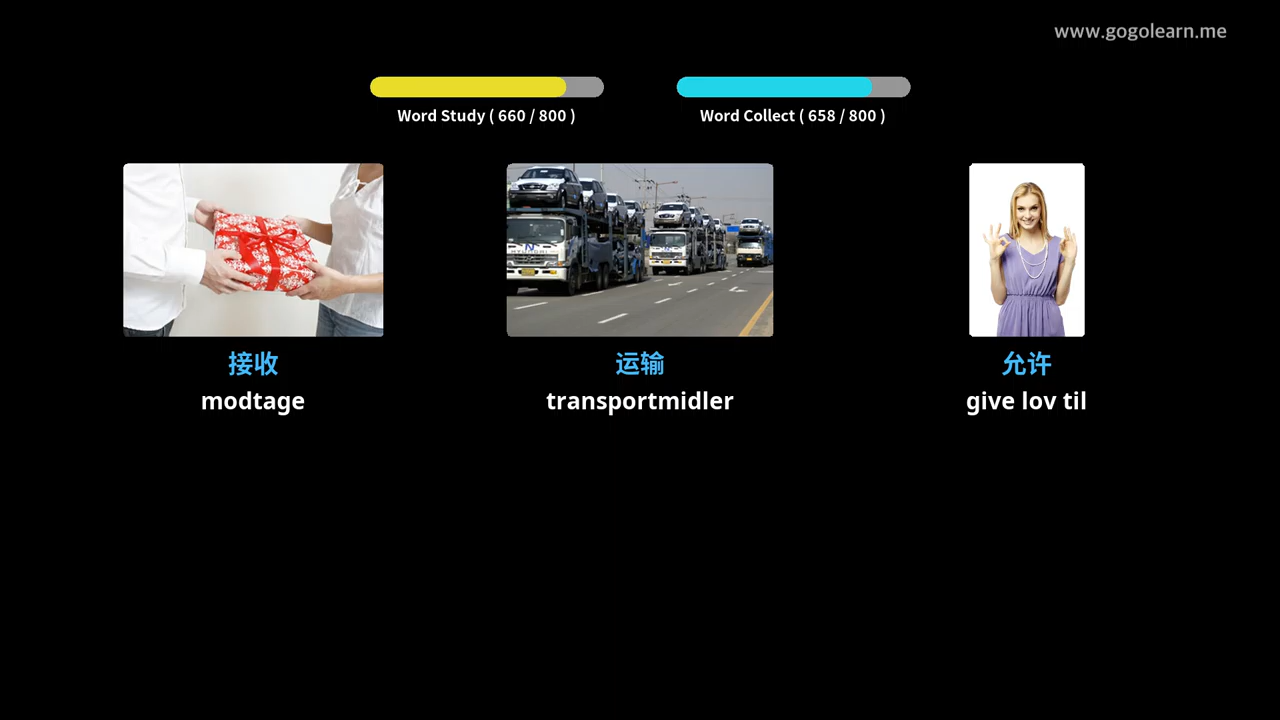 www.gogolearn.me
Word Study ( 660 / 800 )
Word Collect ( 658 / 800 )
接收
运输
允许
modtage
transportmidler
give lov til